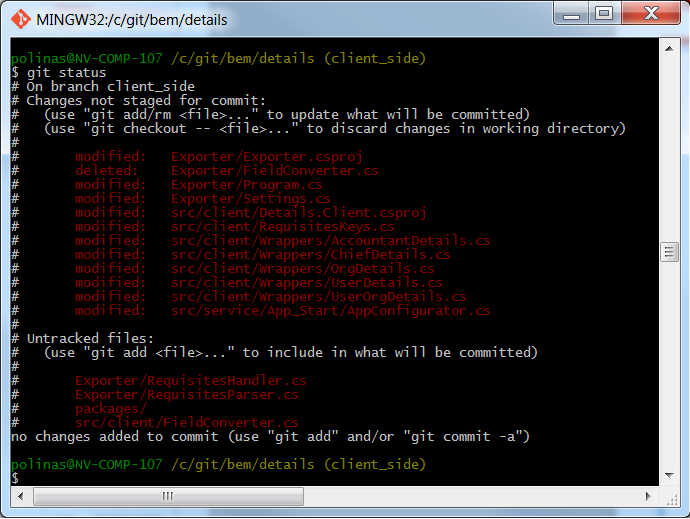 MINGW32:/c/git/bem/details
polinas@NV-COMP-107 /c/git/bem/details (client_side)
$ git status
# On branch client_side
# Changes not staged for commit:
#   (use "git add/rm <file>..." to update what will be committed)
#   (use "git checkout -- <file>..." to discard changes in working directory)
#
#       modified:   Exporter/Exporter.csproj
#       deleted:    Exporter/FieldConverter.cs
#       modified:   Exporter/Program.cs
#       modified:   Exporter/Settings.cs
#       modified:   src/client/Details.Client.csproj
#       modified:   src/client/RequisitesKeys.cs
#       modified:   src/client/Wrappers/AccountantDetails.cs
#       modified:   src/client/Wrappers/ChiefDetails.cs
#       modified:   src/client/Wrappers/OrgDetails.cs
#       modified:   src/client/Wrappers/UserDetails.cs
#       modified:   src/client/Wrappers/UserOrgDetails.cs
#       modified:   src/service/App_Start/AppConfigurator.cs
#
# Untracked files:
#   (use "git add <file>..." to include in what will be committed)
#
#       Exporter/RequisitesHandler.cs
#       Exporter/RequisitesParser.cs
#       packages/
#       src/client/FieldConverter.cs
no changes added to commit (use "git add" and/or "git commit -a")
polinas@NV-COMP-107 /c/git/bem/details (client_side)
$